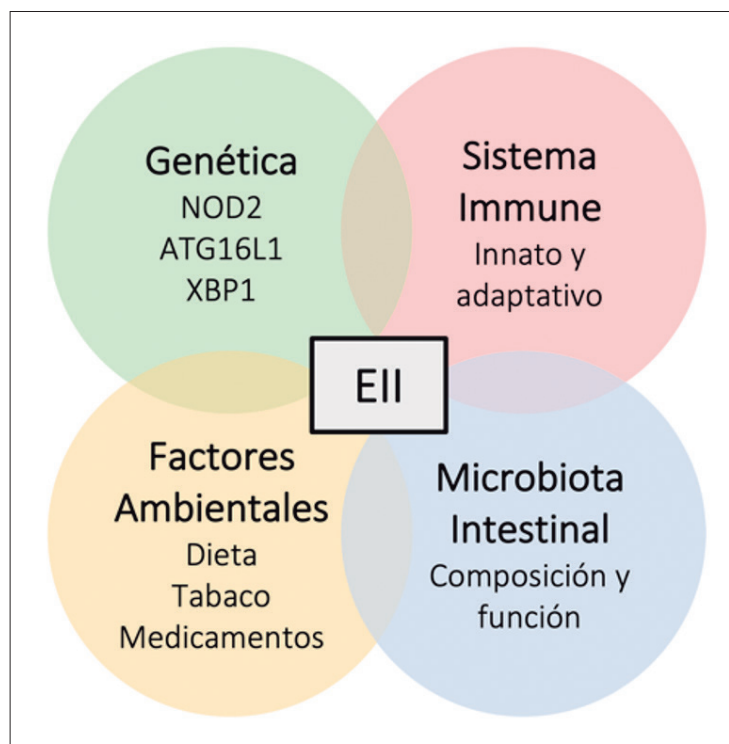 Genética
NOD2
ATG16L1
XBP1
Sistema
Immune
Innato y
adaptativo
EII
Factores
Ambientales
Dieta
Tabaco
Medicamentos
Microbiota
Intestinal
Composición y
función